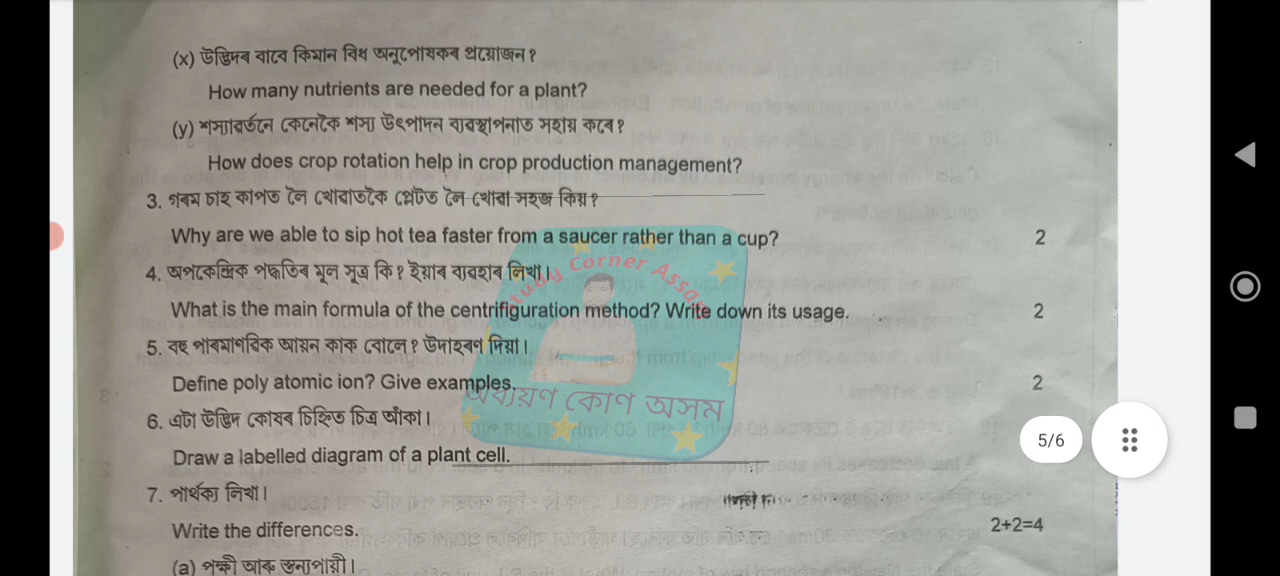 (x) উদ্ভিদৰ বাবে কিমান বিধ অনুপোষকৰ প্ৰয়োজন?
How many nutrients are needed for a plant?
(y) শস্যাৱৰ্তনে কেনেকৈ শস্য উৎপাদন ব্যৱস্থাপনাত সহায় কৰে?
How does crop rotation help in crop production management?
3. গৰম চাহ কাপত লৈ খোৱাতকৈ প্লেটত লৈ খোৱা সহজ কিয়?
Why are we able to sip hot tea faster from a saucer rather than a cup? 2
4. অপকেন্দ্ৰিক পদ্ধতিৰ মূল সূত্ৰ কি? ইয়াৰ ব্যৱহাৰ লিখা।
What is the main formula of the centrifiguration method? Write down its usage. 2
5. বহু পাৰমাণৱিক আয়ন কাক বোলে? উদাহৰণ দিয়া।
Define poly atomic ion? Give examples. 2
6. এটা উদ্ভিদ কোষৰ চিহ্নিত চিত্ৰ আঁকা।
Draw a labelled diagram of a plant cell.
7. পাৰ্থক্য লিখা।
Write the differences. 2+2=4
(a) পক্ষী আৰু স্তন্যপায়ী।
Study Corner Assam
অধ্যয়ণ কোণ অসম
5/6